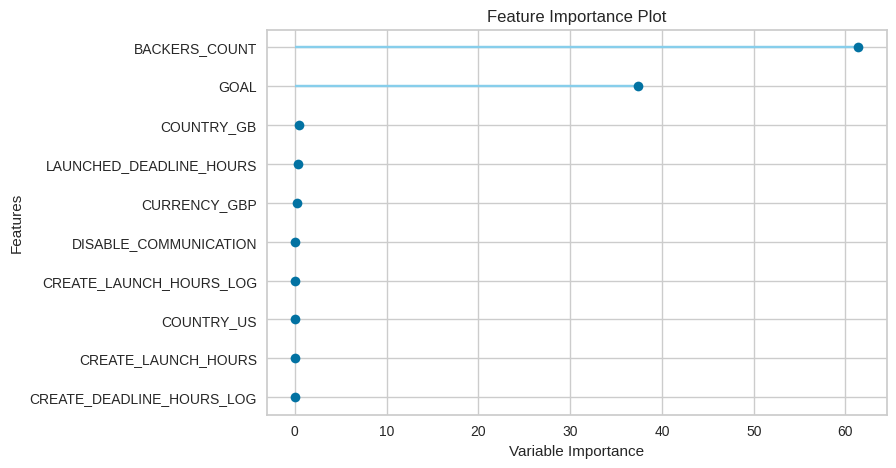 Feature Importance Plot
Features
BACKERS_COUNT
GOAL
COUNTRY_GB
LAUNCHED_DEADLINE_HOURS
CURRENCY_GBP
DISABLE_COMMUNICATION
CREATE_LAUNCH_HOURS_LOG
COUNTRY_US
CREATE_LAUNCH_HOURS
CREATE_DEADLINE_HOURS_LOG
0 10 20 30 40 50 60
Variable Importance